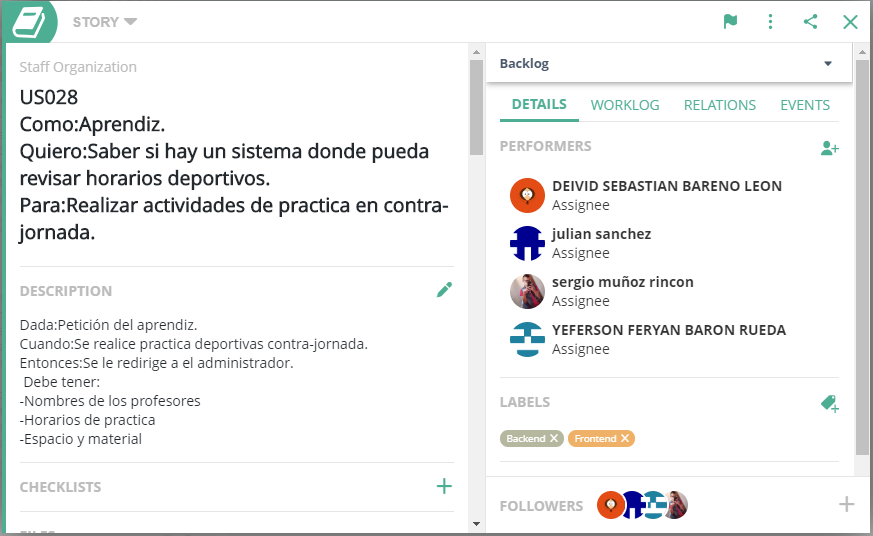 STORY
Staff Organization
US028
Como:Aprendiz.
Quiero:Saber si hay un sistema donde pueda
revisar horarios deportivos.
Para:Realizar actividades de practica en contra-
jornada.
DESCRIPTION
Dada:Petición del aprendiz.
Cuando:Se realice practica deportivas contra-jornada.
Entonces:Se le redirige a el administrador.
Debe tener:
-Nombres de los profesores
-Horarios de practica
-Espacio y material
CHECKLISTS
Backlog
DETAILS WORKLOG RELATIONS EVENTS
PERFORMERS
DEIVID SEBASTIAN BARENO LEON
Assignee
julian sanchez
Assignee
sergio muñoz rincon
Assignee
YEFERSON FERYAN BARON RUEDA
Assignee
LABELS
Backend Frontend
FOLLOWERS